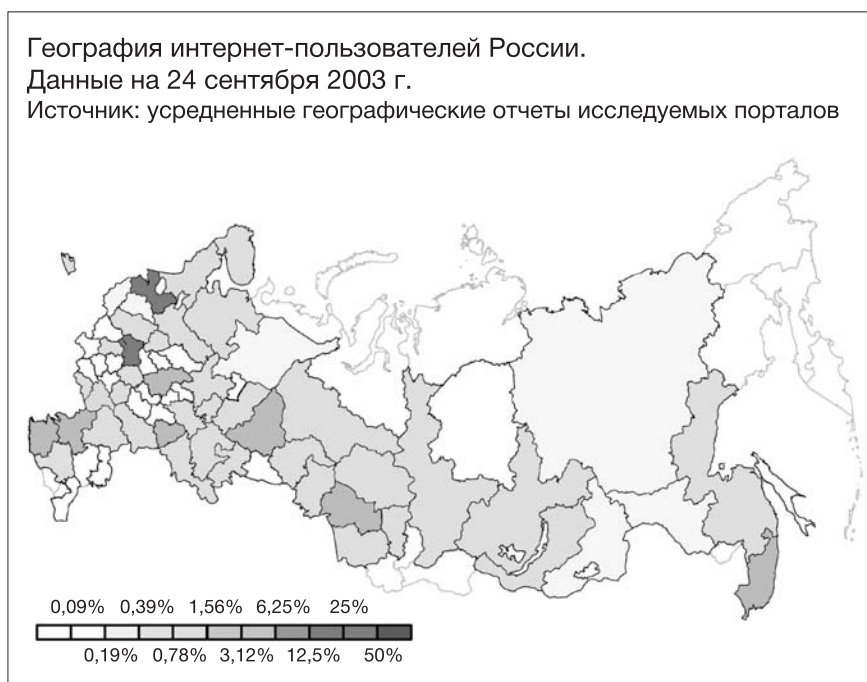 География интернет-пользователей России.
Данные на 24 сентября 2003 г.
Источник: усредненные географические отчеты исследуемых порталов
0,09% 0,39% 1,56% 6,25% 25%
0,19% 0,78% 3,12% 12,5% 50%